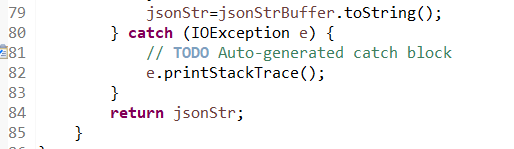 79 jsonStr=jsonStrBuffer.toString();
80 } catch (IOException e) {
81 // TODO Auto-generated catch block
82 e.printStackTrace();
83 }
84 return jsonStr;
85 }